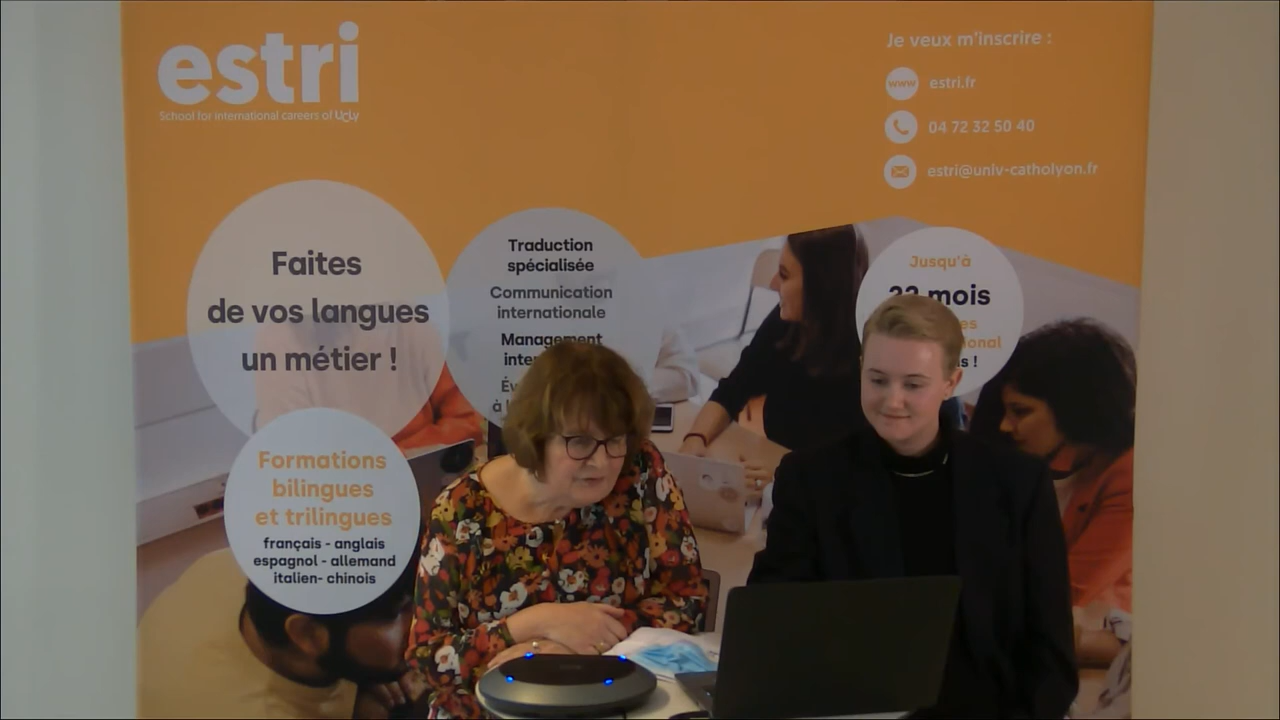 estri
School for international careers of UCLy
Je veux m'inscrire :
www
estri.fr
04 72 32 50 40
estri@univ-catholyon.fr
Faites
de vos langues
un métier !
Traduction
spécialisée
Communication
internationale
Management
Jusqu'à
mois
Formations
bilingues
et trilingues
français - anglais
espagnol - allemand
italien- chinois